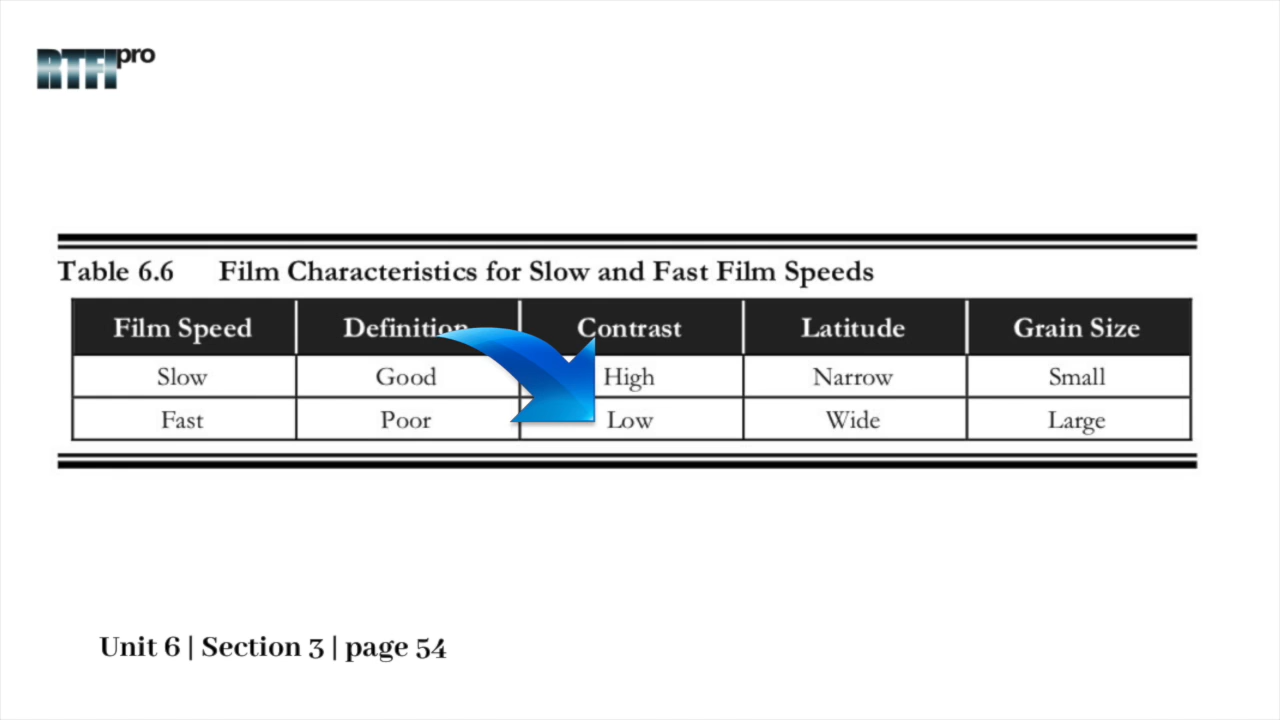 RTFI pro
Table 6.6 Film Characteristics for Slow and Fast Film Speeds
Film Speed Definition Contrast Latitude Grain Size
Slow Good High Narrow Small
Fast Poor Low Wide Large
Unit 6 | Section 3 | page 54